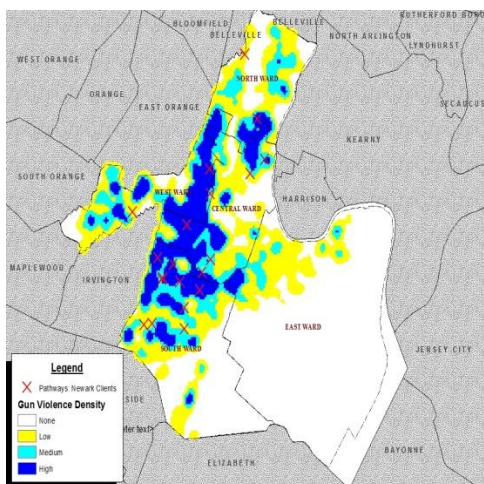 RUTHERFORD BORO
BLOOMFIELD
BELLEVILLE
BELLEVILLE
NORTH ARLINGTON
LYNDHURST
WEST ORANGE
NORTH WARD
ORANGE
SECAUCUS
EAST ORANGE
KEARNY
SOUTH ORANGE
WEST WARD
HARRISON
CENTRAL WARD
MAPLEWOOD
IRVINGTON
EAST WARD
SOUTH WARD
JERSEY CITY
Legend
Pathways: Newark Clients
Gun Violence Density
None
Low
Medium
High
SIDE
BAYONNE
ELIZABETH